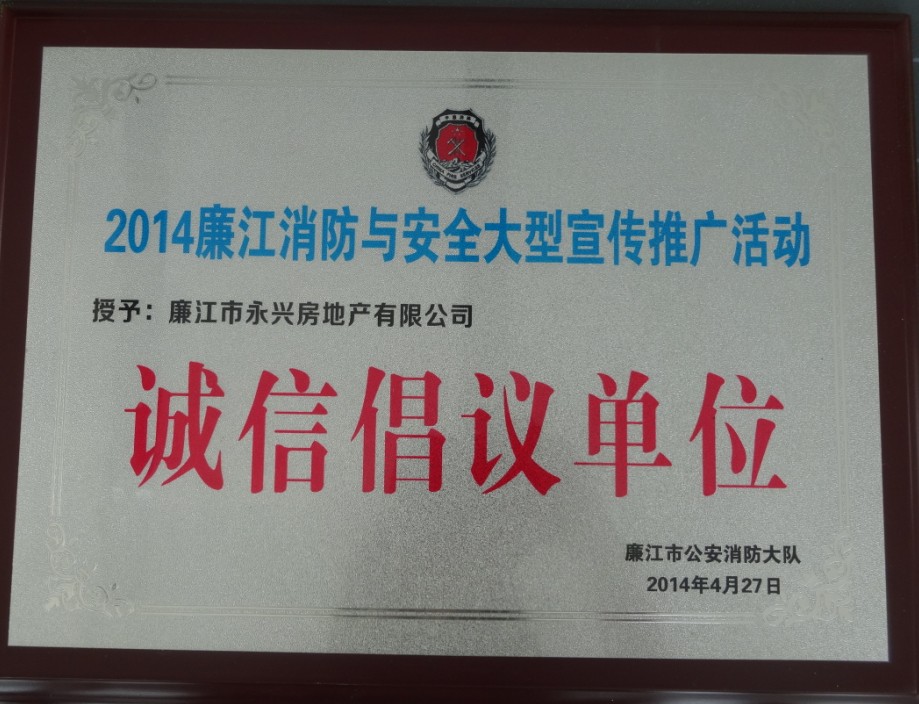 2014廉江消防与安全大型宣传推广活动
授予：廉江市永兴房地产有限公司
诚信倡议单位
廉江市公安消防大队
2014年4月27日